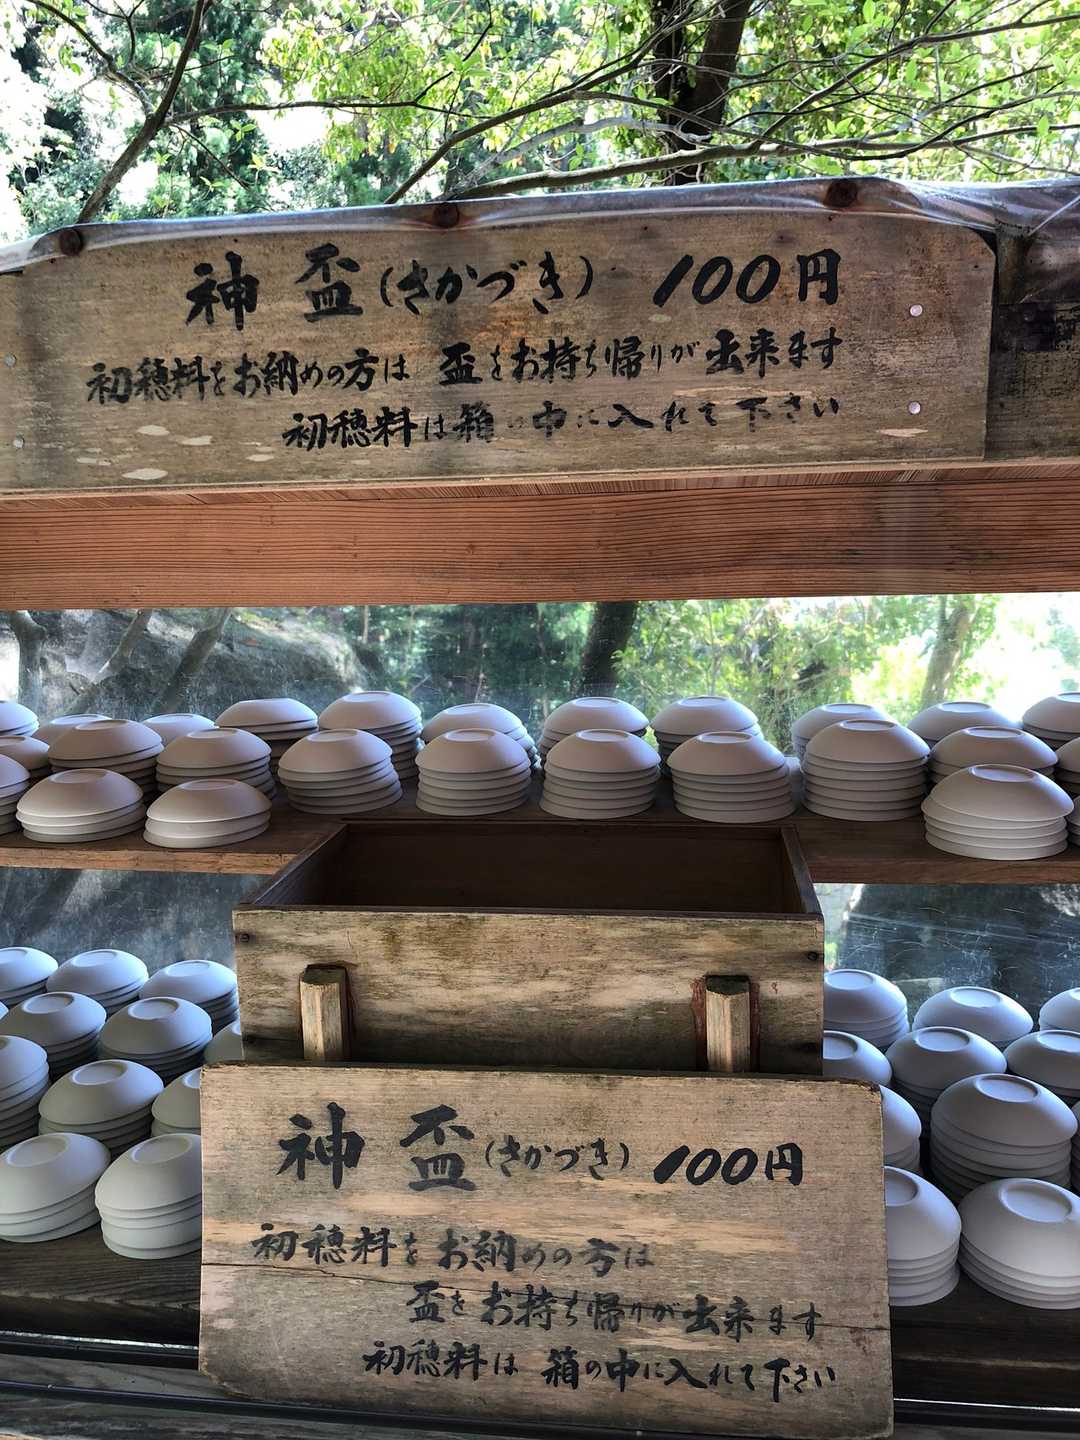 神盃(さかづき) 100円
初穂料をお納めの方は 盃をお持ち帰りが出来ます
初穂料は箱の中に入れて下さい
神盃(さかづき) 100円
初穂料をお納めの方は
盃をお持ち帰りが出来ます
初穂料は箱の中に入れて下さい